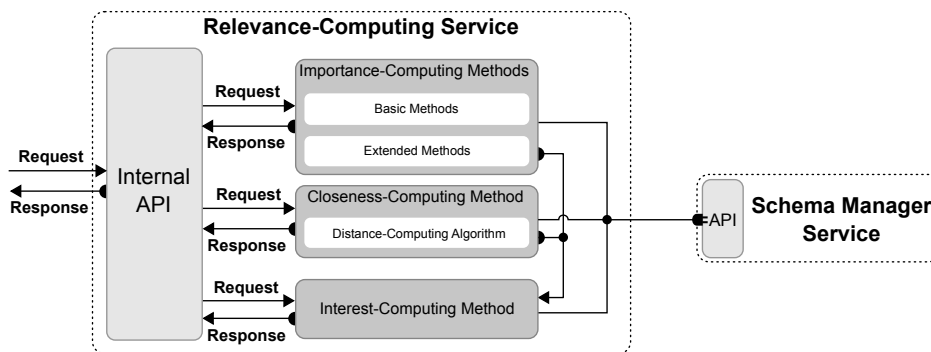 Relevance-Computing Service
Importance-Computing Methods
Request
Basic Methods
Response
Extended Methods
Request
Response
Internal
API
Request
Closeness-Computing Method
Response
Distance-Computing Algorithm
API
Schema Manager
Service
Request
Interest-Computing Method
Response